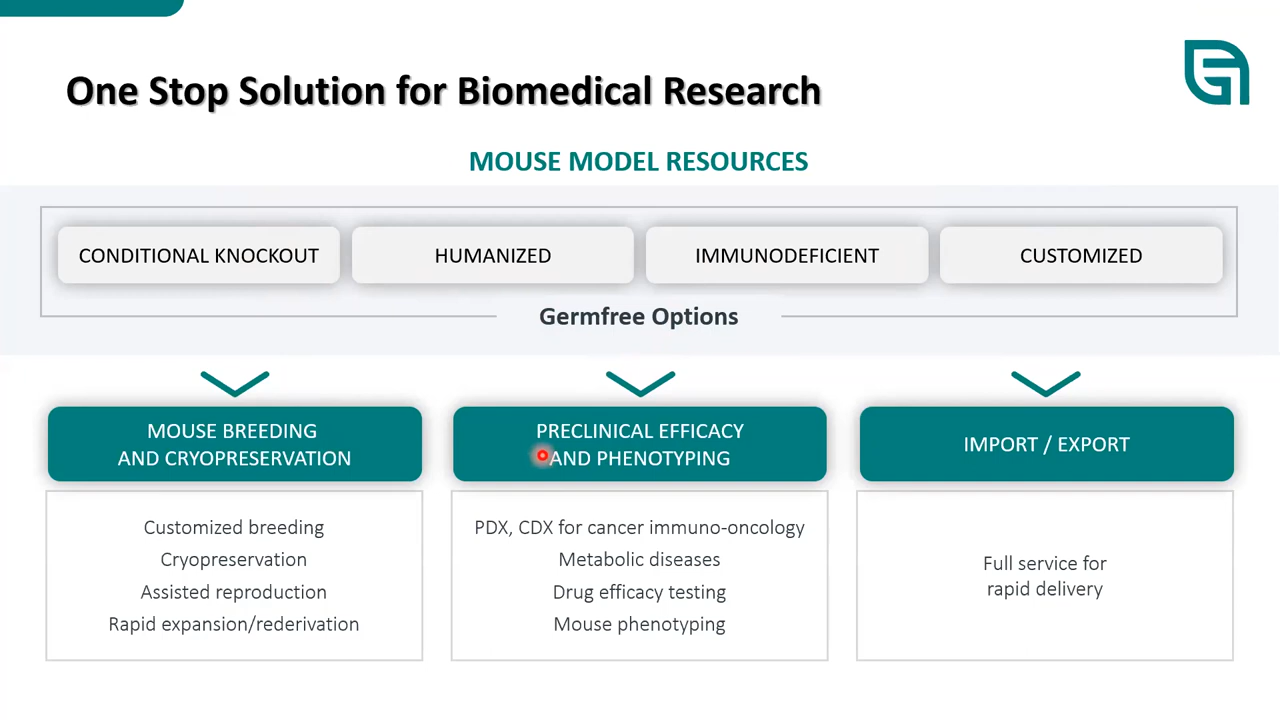 One Stop Solution for Biomedical Research
MOUSE MODEL RESOURCES
CONDITIONAL KNOCKOUT
HUMANIZED
IMMUNODEFICIENT
CUSTOMIZED
Germfree Options
MOUSE BREEDING
AND CRYOPRESERVATION
Customized breeding
Cryopreservation
Assisted reproduction
Rapid expansion/rederivation
PRECLINICAL EFFICACY
AND PHENOTYPING
PDX, CDX for cancer immuno-oncology
Metabolic diseases
Drug efficacy testing
Mouse phenotyping
IMPORT / EXPORT
Full service for
rapid delivery